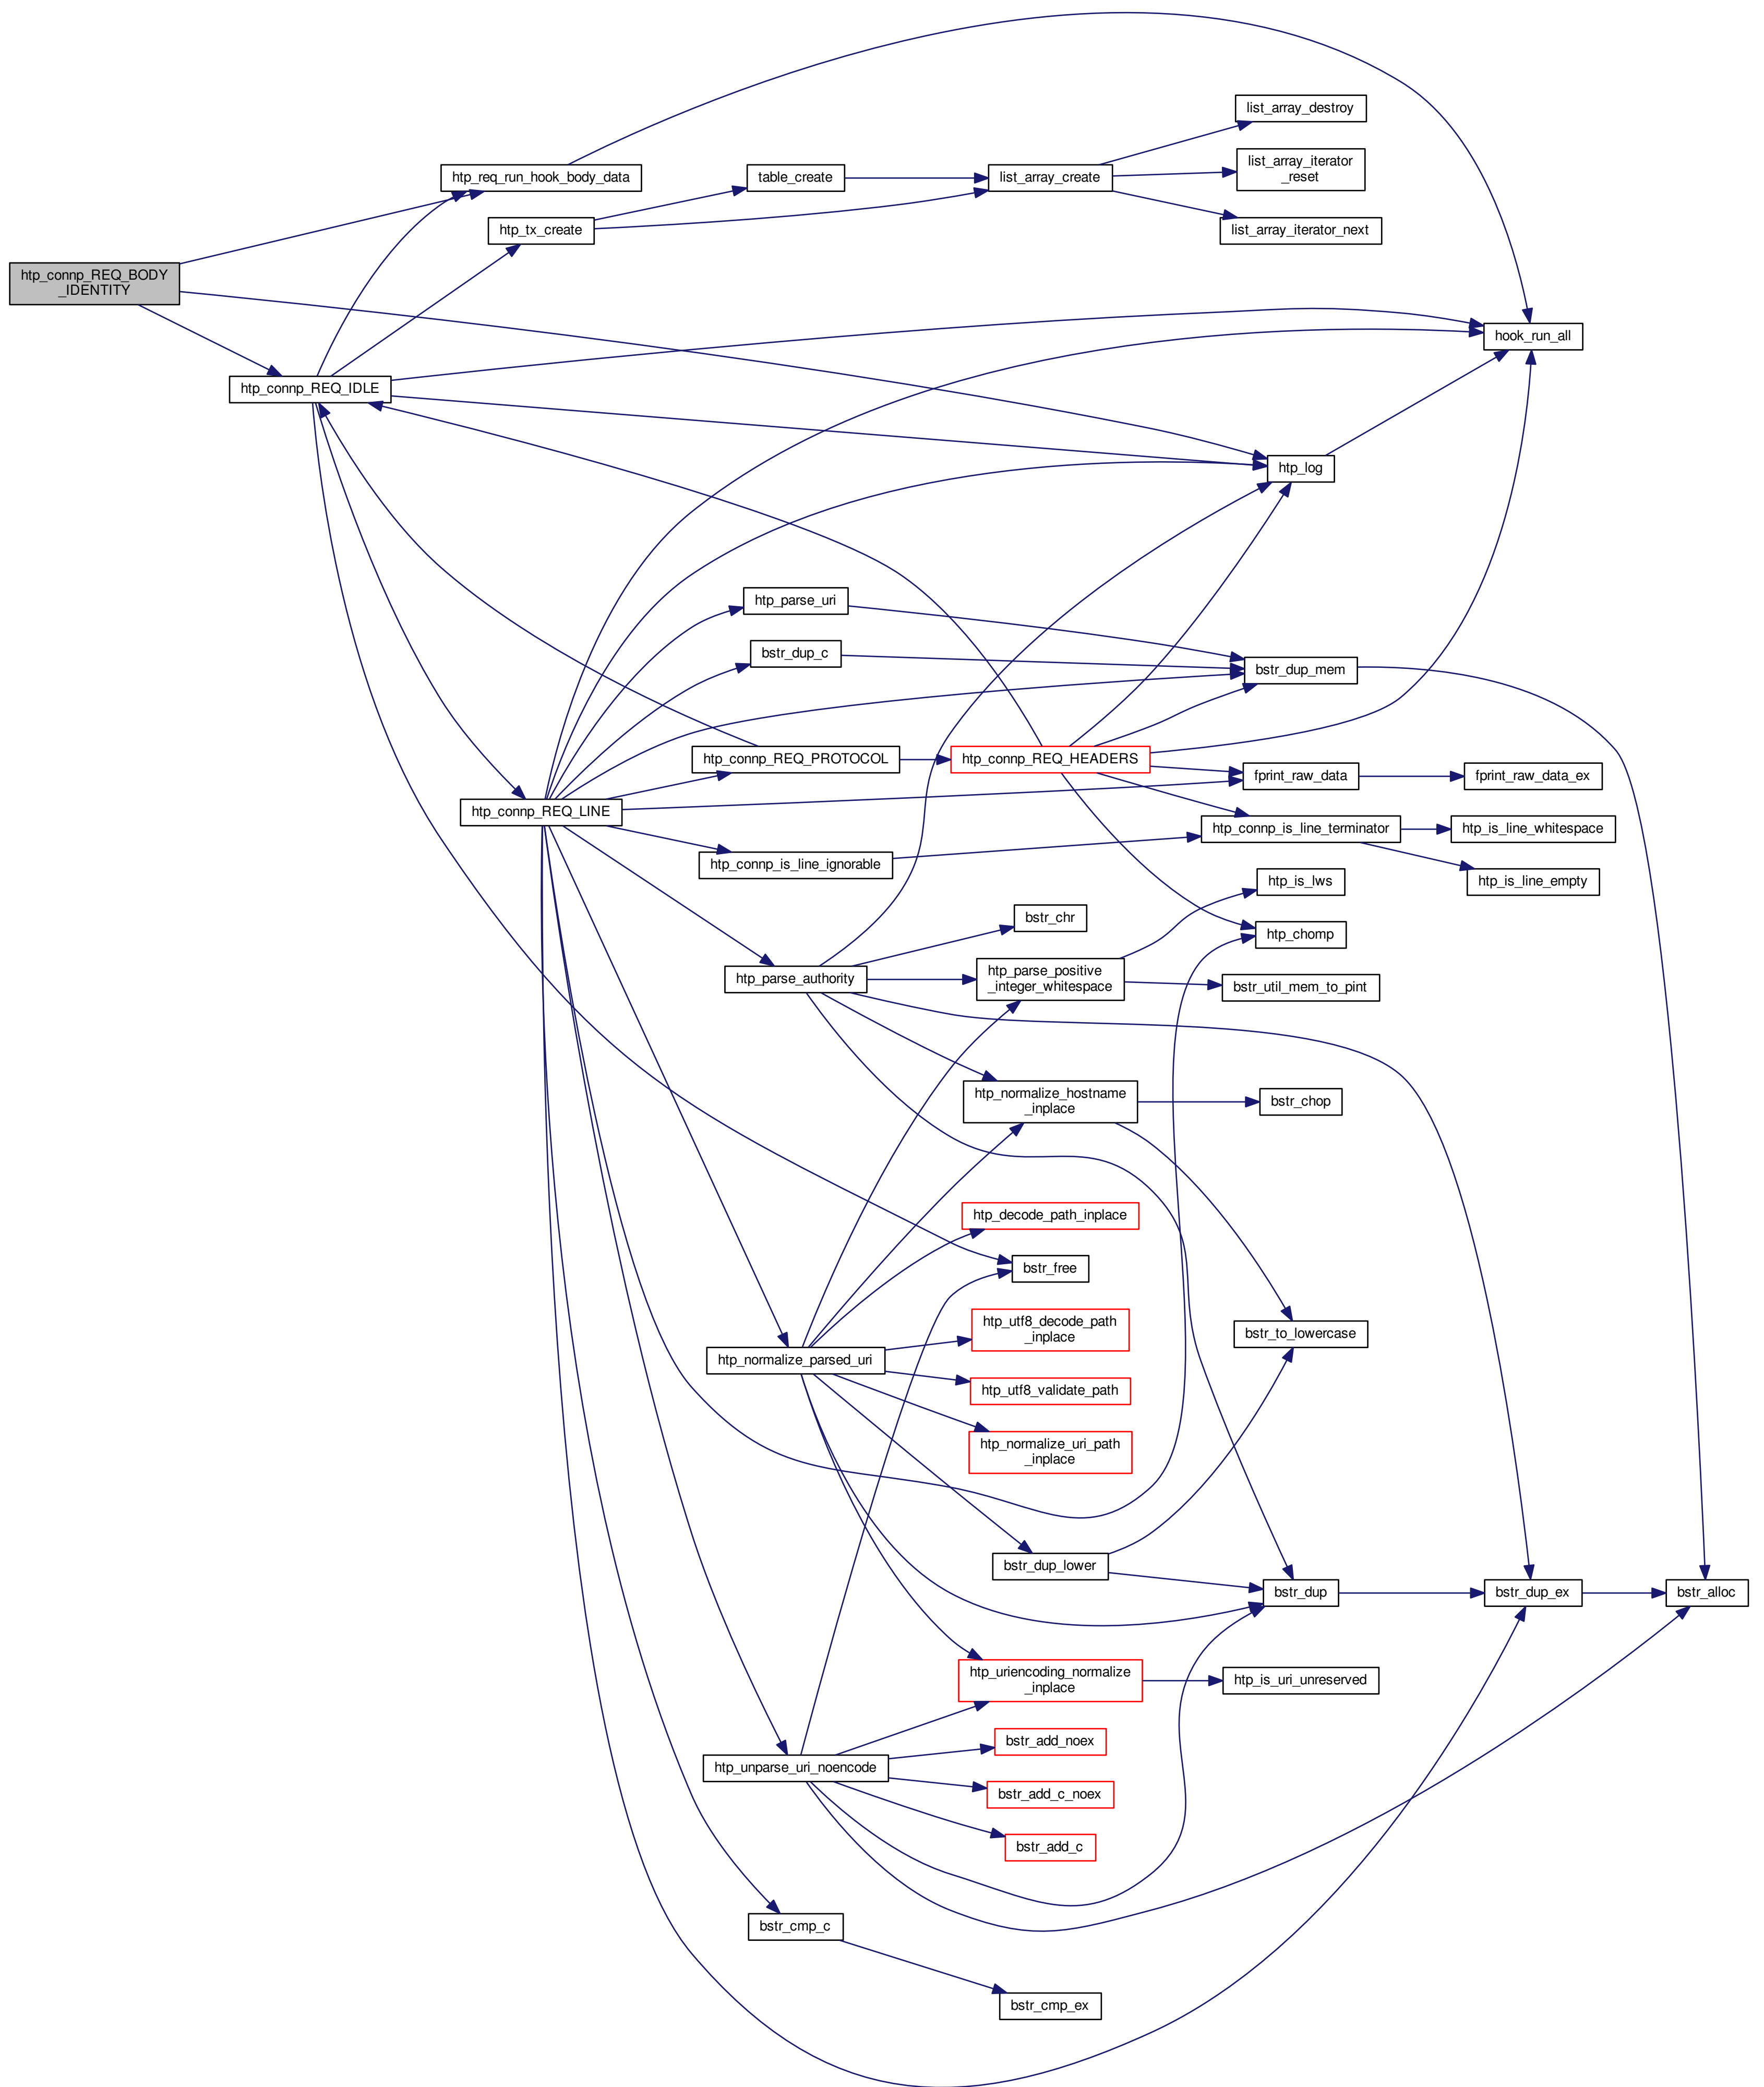 list_array_destroy
htp_req_run_hook_body_data
table_create
list_array_create
list_array_iterator
_reset
htp_tx_create
list_array_iterator_next
htp_connp_REQ_BODY
_IDENTITY
hook_run_all
htp_connp_REQ_IDLE
htp_log
htp_parse_uri
bstr_dup_c
bstr_dup_mem
htp_connp_REQ_PROTOCOL
htp_connp_REQ_HEADERS
fprint_raw_data
fprint_raw_data_ex
htp_connp_REQ_LINE
htp_connp_is_line_terminator
htp_is_line_whitespace
htp_connp_is_line_ignorable
htp_is_lws
htp_is_line_empty
bstr_chr
htp_chomp
htp_parse_authority
htp_parse_positive
_integer_whitespace
bstr_util_mem_to_pint
htp_normalize_hostname
_inplace
bstr_chop
htp_decode_path_inplace
bstr_free
htp_utf8_decode_path
_inplace
bstr_to_lowercase
htp_normalize_parsed_uri
htp_utf8_validate_path
htp_normalize_uri_path
_inplace
bstr_dup_lower
bstr_dup
bstr_dup_ex
bstr_alloc
htp_uriencoding_normalize
_inplace
htp_is_uri_unreserved
bstr_add_noex
htp_unparse_uri_noencode
bstr_add_c_noex
bstr_add_c
bstr_cmp_c
bstr_cmp_ex